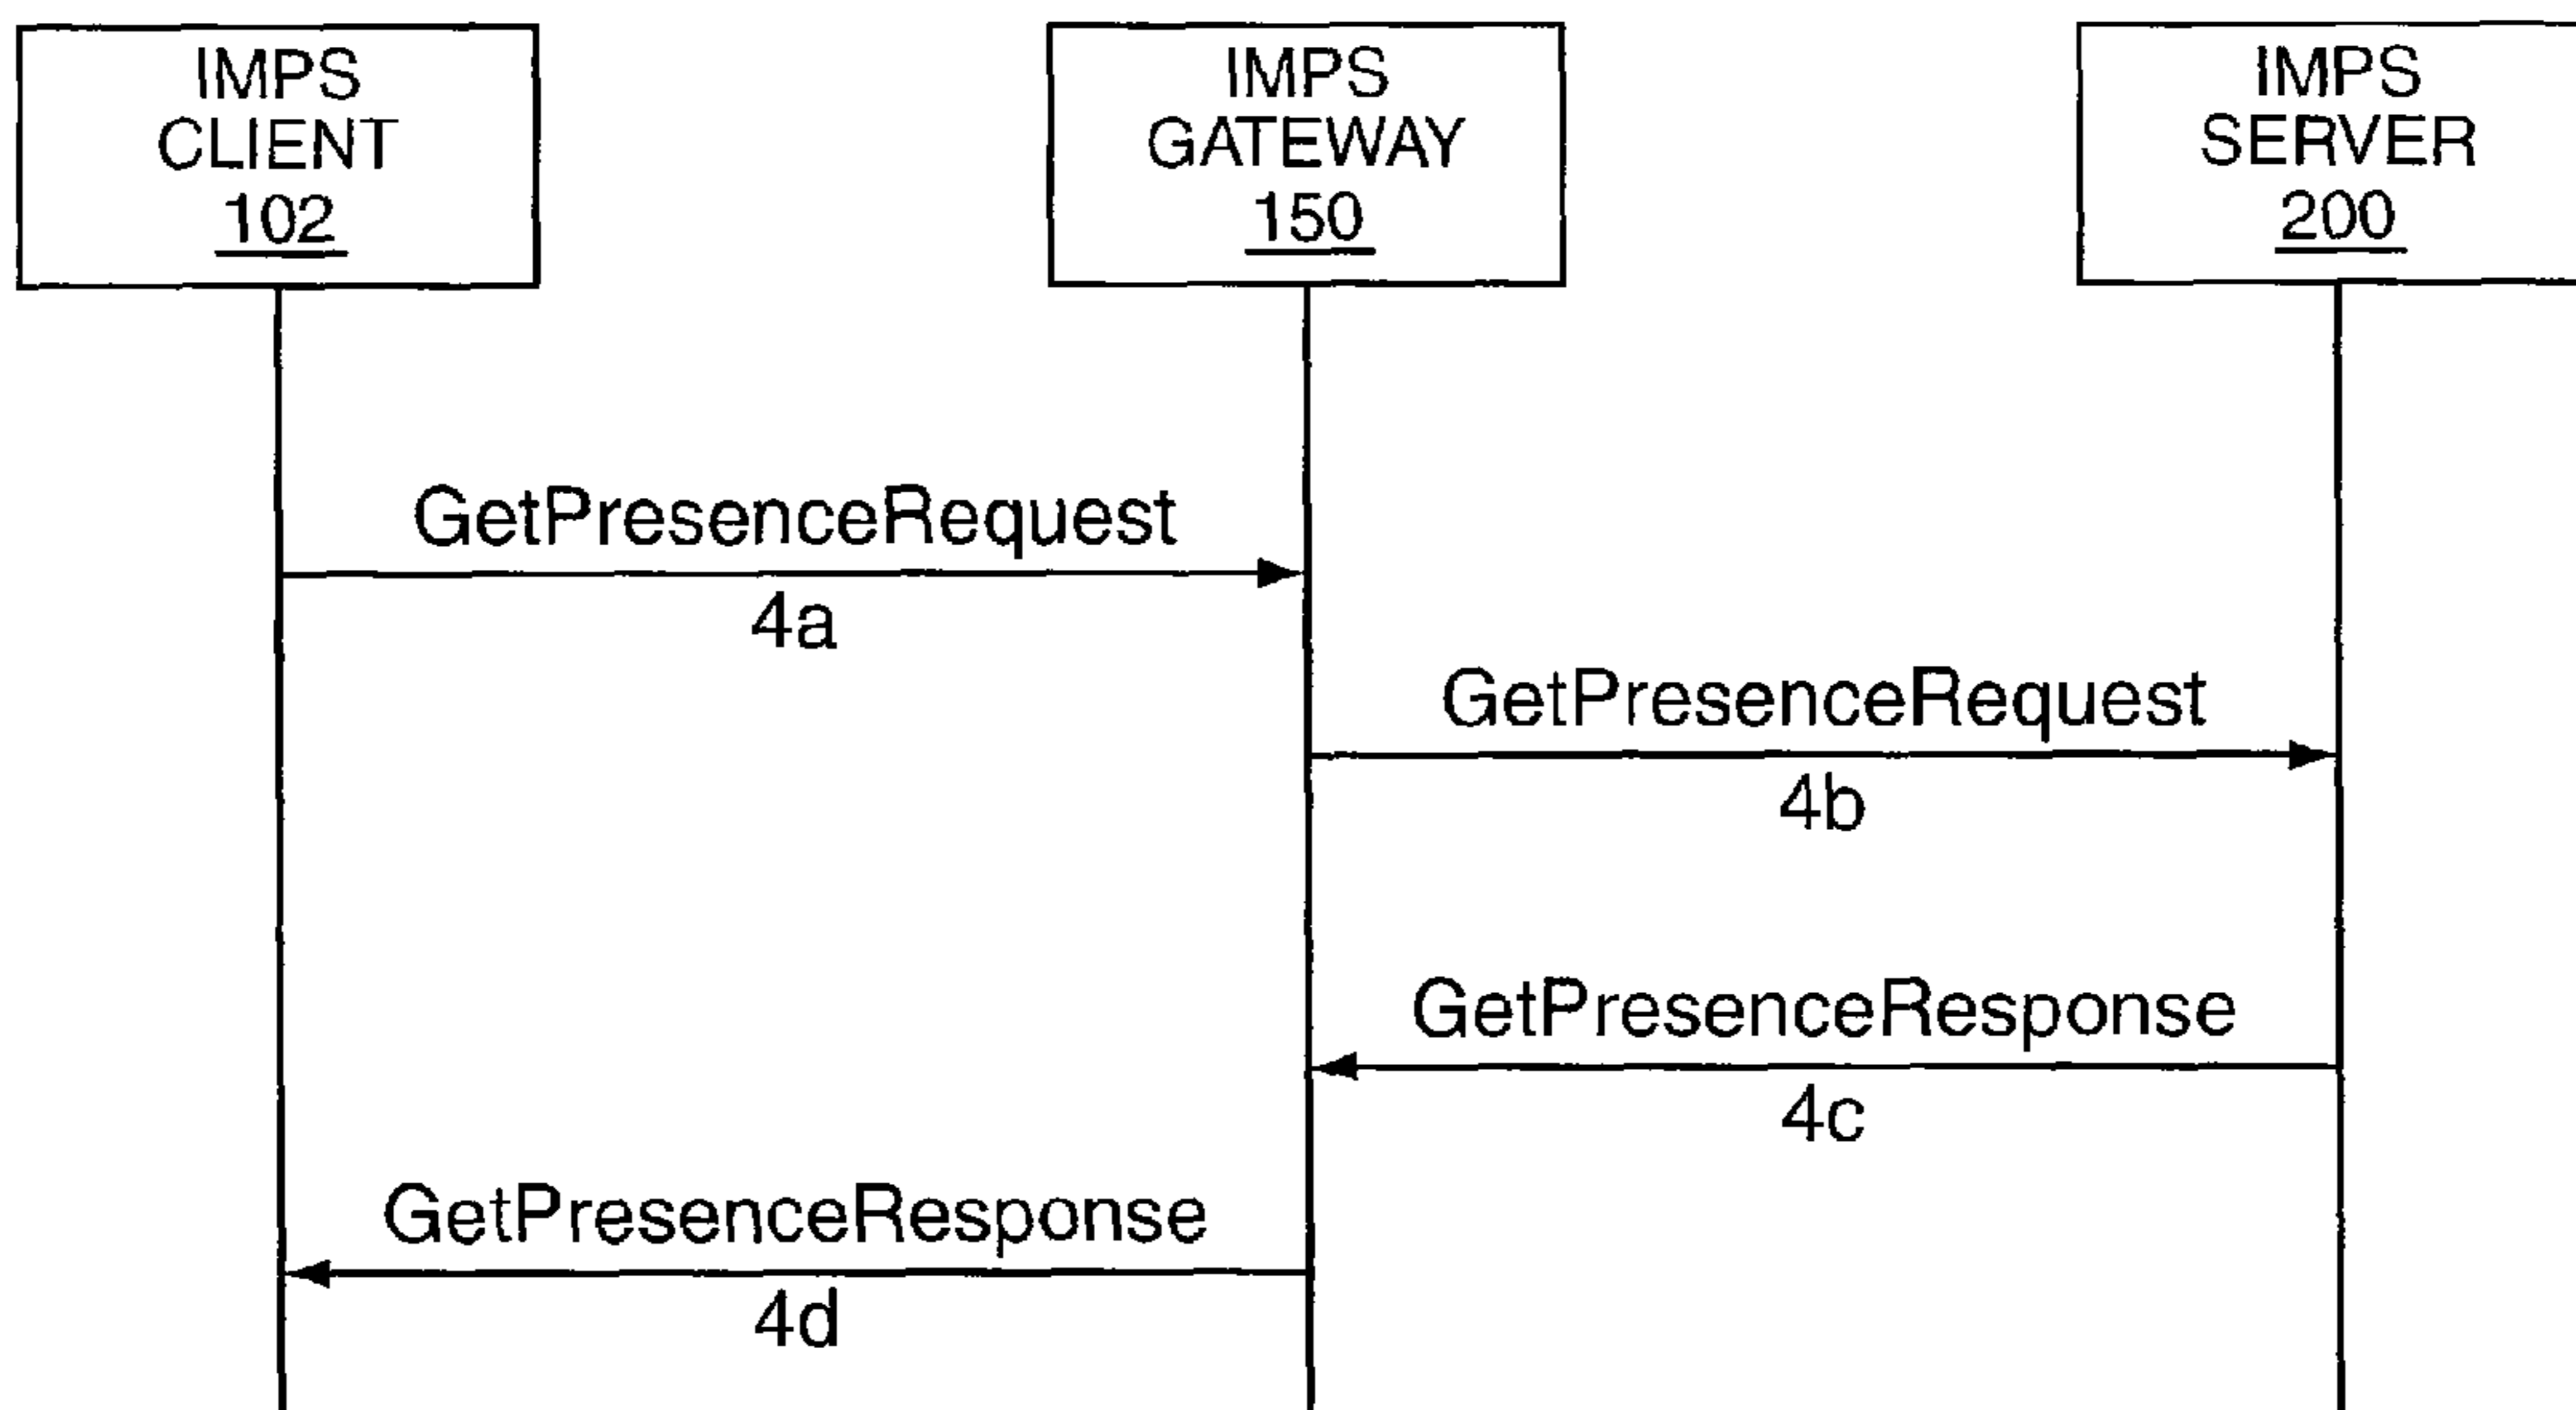 IMPS
CLIENT
102
IMPS
GATEWAY
150
IMPS
SERVER
200
GetPresenceRequest
4a
GetPresenceRequest
4b
GetPresenceResponse
4c
GetPresenceResponse
4d